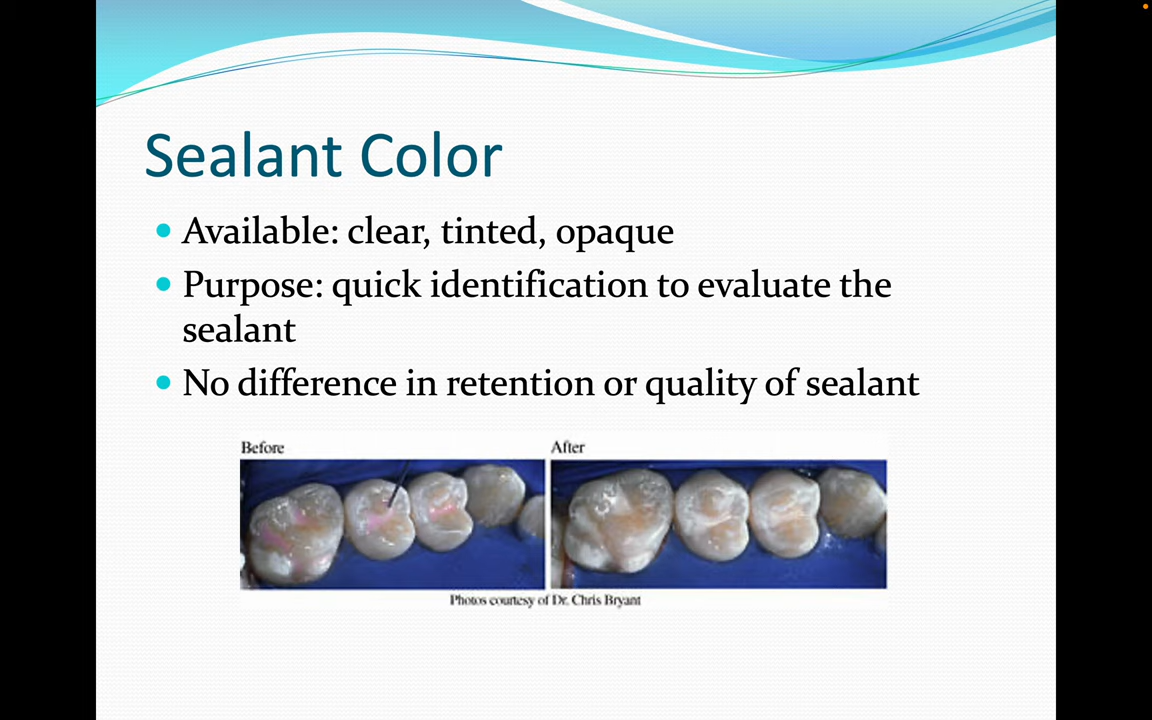 Sealant Color
Available: clear, tinted, opaque
Purpose: quick identification to evaluate the
sealant
No difference in retention or quality of sealant
Before
After
Photos courtesy of Dr. Chris Bryant